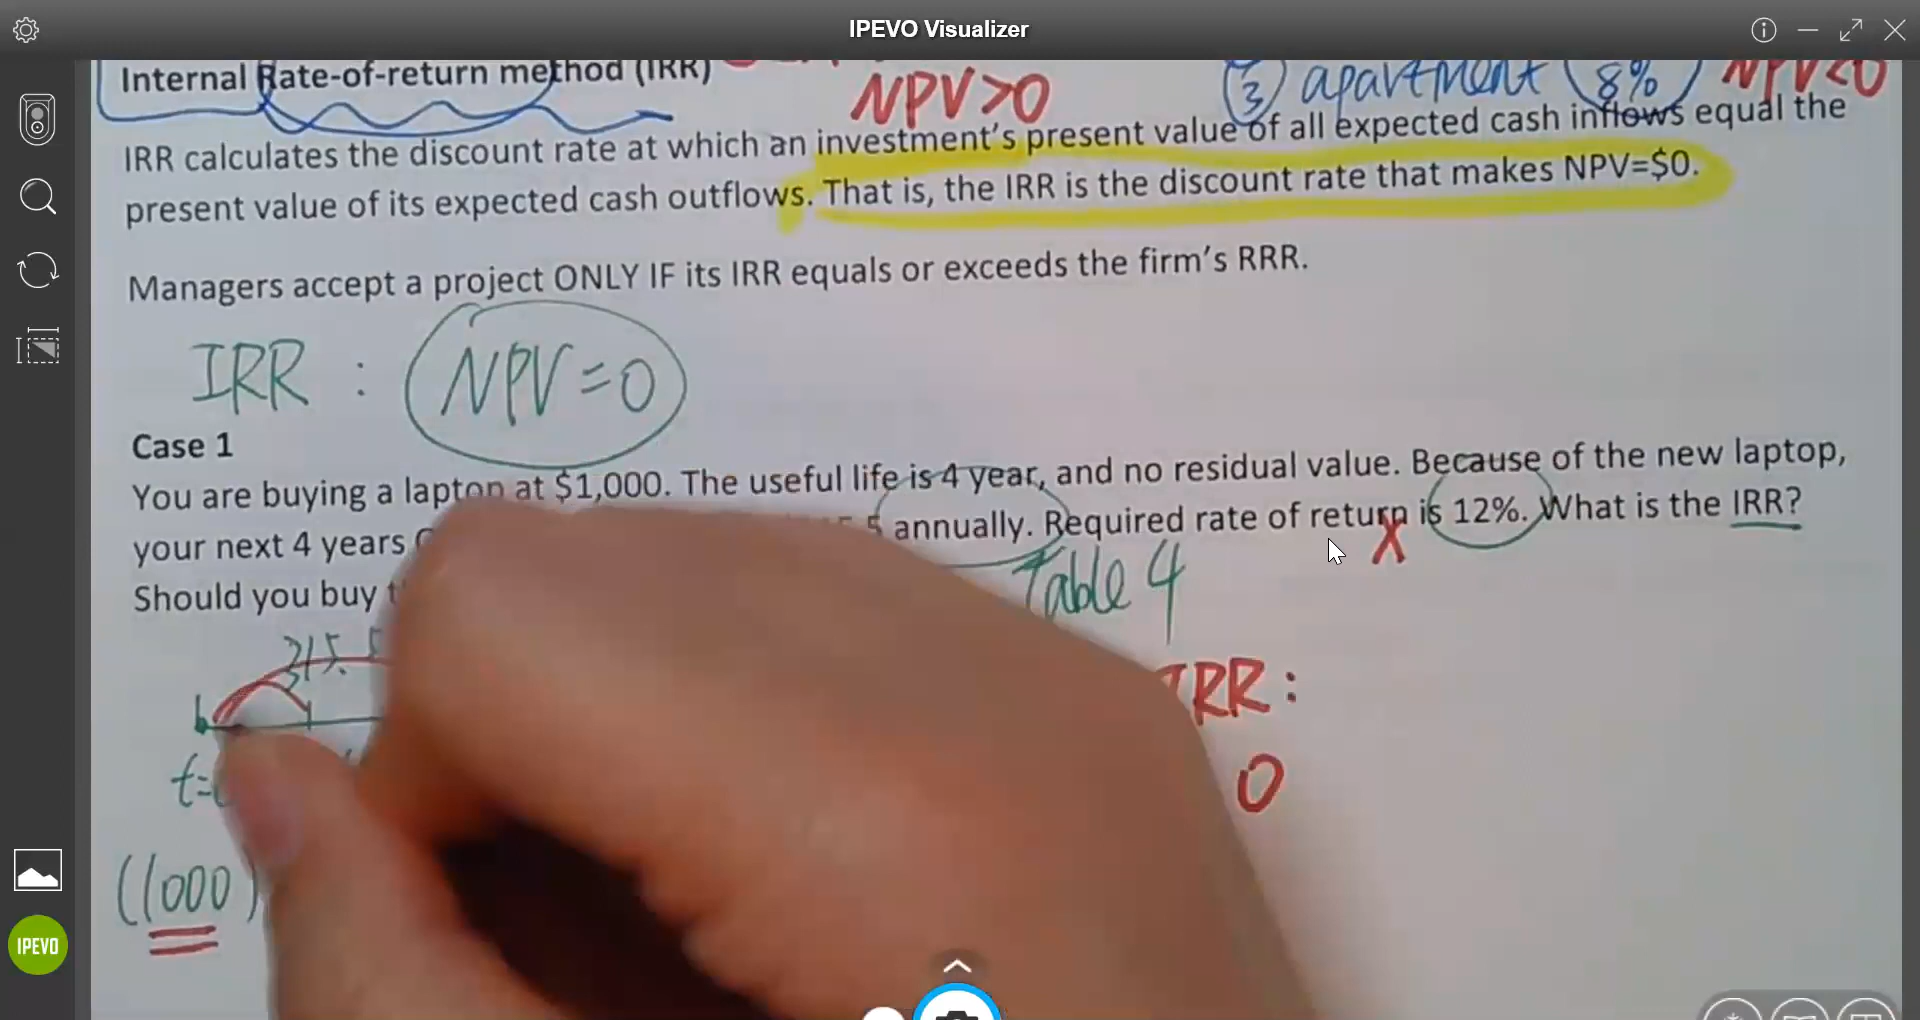 IPEVO Visualizer
Internal Rate-of-return method (IRR)
NPV>0
3 apartment (8%) NPV<0
IRR calculates the discount rate at which an investment's present value of all expected cash inflows equal the
present value of its expected cash outflows. That is, the IRR is the discount rate that makes NPV=$0.
Managers accept a project ONLY IF its IRR equals or exceeds the firm's RRR.
IRR : NPV=0
Case 1
You are buying a laptop at $1,000. The useful life is 4 year, and no residual value. Because of the new laptop,
your next 4 years annually. Required rate of return is 12%. What is the IRR?
X
Should you buy
Table 4
315.
IRR:
t=
0
(1000)
IPEVO